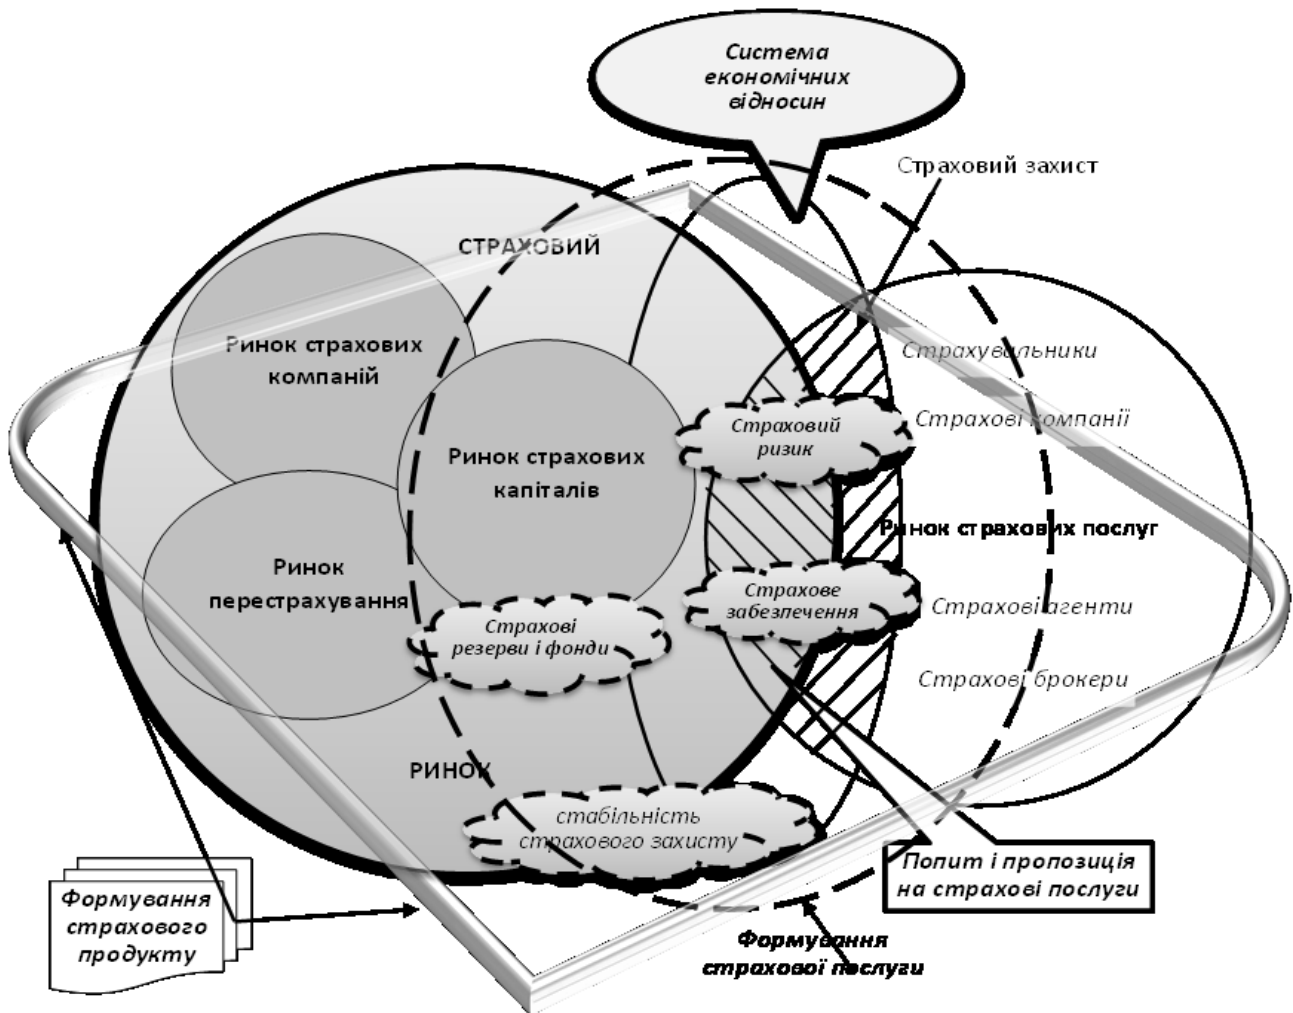 Система
економічних
відносин
Страховий захист
СТРАХОВИЙ
Ринок страхових
компаній
Страхувальники
Страхові компанії
Страховий
ризик
Ринок страхових
капіталів
Ринок страхових послуг
Ринок
перестрахування
Страхове
забезпечення
Страхові агенти
Страхові
резерви і фонди
Страхові брокери
РИНОК
стабільність
страхового захисту
Попит і пропозиція
на страхові послуги
Формування
страхового
продукту
Формування
страхової послуги